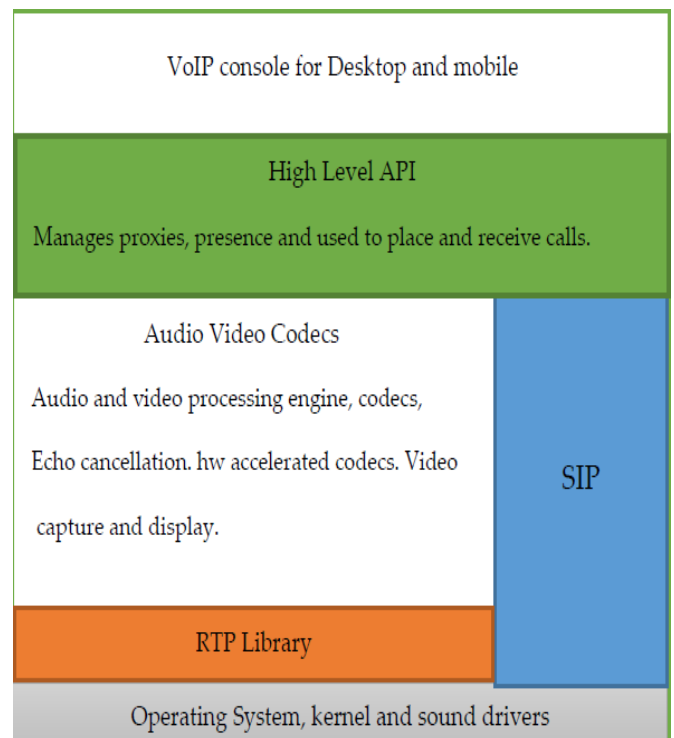 VoIP console for Desktop and mobile
High Level API
Manages proxies, presence and used to place and receive calls.
Audio Video Codecs
Audio and video processing engine, codecs,
Echo cancellation. hw accelerated codecs. Video
capture and display.
SIP
RTP Library
Operating System, kernel and sound drivers